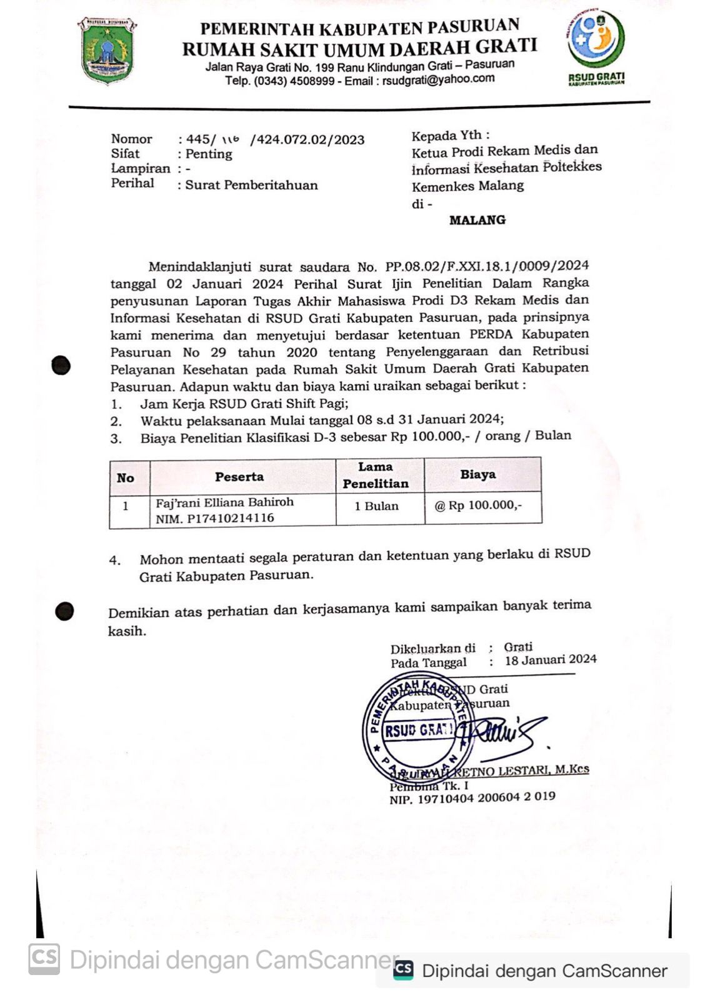 PEMERINTAH KABUPATEN PASURUAN
RUMAH SAKIT UMUM DAERAH GRATI
Jalan Raya Grati No. 199 Ranu Klindungan Grati – Pasuruan
Telp. (0343) 4508999 - Email : rsudgrati@yahoo.com
RSUD GRATI
KABUPATEN PASURUAN
Nomor : 445/ 116 /424.072.02/2023
Sifat : Penting
Lampiran : -
Perihal : Surat Pemberitahuan
Kepada Yth :
Ketua Prodi Rekam Medis dan
Informasi Kesehatan Poltekkes
Kemenkes Malang
di -
MALANG
Menindaklanjuti surat saudara No. PP.08.02/F.XXI.18.1/0009/2024
tanggal 02 Januari 2024 Perihal Surat Ijin Penelitian Dalam Rangka
penyusunan Laporan Tugas Akhir Mahasiswa Prodi D3 Rekam Medis dan
Informasi Kesehatan di RSUD Grati Kabupaten Pasuruan, pada prinsipnya
kami menerima dan menyetujui berdasar ketentuan PERDA Kabupaten
Pasuruan No 29 tahun 2020 tentang Penyelenggaraan dan Retribusi
Pelayanan Kesehatan pada Rumah Sakit Umum Daerah Grati Kabupaten
Pasuruan. Adapun waktu dan biaya kami uraikan sebagai berikut :
1. Jam Kerja RSUD Grati Shift Pagi;
2. Waktu pelaksanaan Mulai tanggal 08 s.d 31 Januari 2024;
3. Biaya Penelitian Klasifikasi D-3 sebesar Rp 100.000,- / orang / Bulan
No Peserta Lama Penelitian Biaya
1 Faj'rani Elliana Bahiroh 1 Bulan @ Rp 100.000,-
NIM. P17410214116
4. Mohon mentaati segala peraturan dan ketentuan yang berlaku di RSUD
Grati Kabupaten Pasuruan.
Demikian atas perhatian dan kerjasamanya kami sampaikan banyak terima
kasih.
Dikeluarkan di : Grati
Pada Tanggal : 18 Januari 2024
Direktur RSUD Grati
Kabupaten Pasuruan
PEMERINTAH KABUPATEN
RSUD GRATI
PASURUAN
RETNO LESTARI, M.Kes
Pembina Tk. I
NIP. 19710404 200604 2 019
CS Dipindai dengan CamScanner
CS Dipindai dengan CamScanner